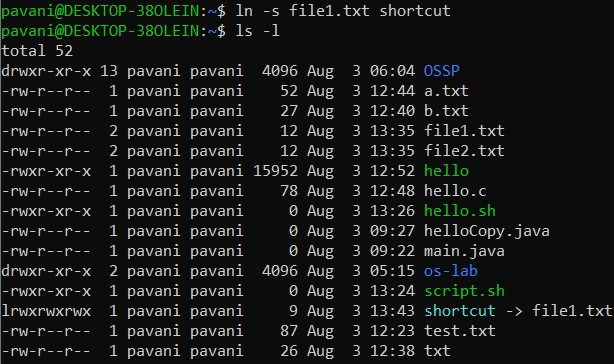 pavani@DESKTOP-38OLEIN:~$ ln -s file1.txt shortcut
pavani@DESKTOP-38OLEIN:~$ ls -l
total 52
drwxr-xr-x 13 pavani pavani  4096 Aug  3 06:04 OSSP
-rw-r--r--  1 pavani pavani    52 Aug  3 12:44 a.txt
-rw-r--r--  1 pavani pavani    27 Aug  3 12:40 b.txt
-rw-r--r--  2 pavani pavani    12 Aug  3 13:35 file1.txt
-rw-r--r--  2 pavani pavani    12 Aug  3 13:35 file2.txt
-rwxr-xr-x  1 pavani pavani 15952 Aug  3 12:52 hello
-rw-r--r--  1 pavani pavani    78 Aug  3 12:48 hello.c
-rwxr-xr-x  1 pavani pavani     0 Aug  3 13:26 hello.sh
-rw-r--r--  1 pavani pavani     0 Aug  3 09:27 helloCopy.java
-rw-r--r--  1 pavani pavani     0 Aug  3 09:22 main.java
drwxr-xr-x  2 pavani pavani  4096 Aug  3 05:15 os-lab
-rwxr-xr-x  1 pavani pavani     0 Aug  3 13:24 script.sh
lrwxrwxrwx  1 pavani pavani     9 Aug  3 13:43 shortcut -> file1.txt
-rw-r--r--  1 pavani pavani    87 Aug  3 12:23 test.txt
-rw-r--r--  1 pavani pavani    26 Aug  3 12:38 txt